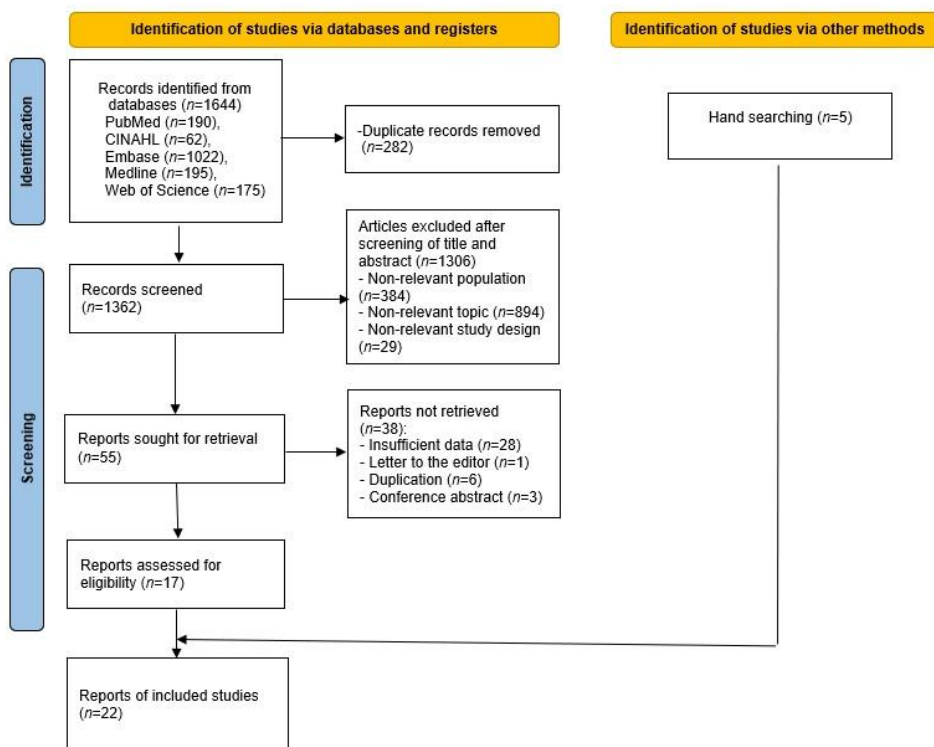 Identification of studies via databases and registers
Identification of studies via other methods
Identification
Records identified from
databases (n=1644)
PubMed (n=190),
CINAHL (n=62),
Embase (n=1022),
Medline (n=195),
Web of Science (n=175)
-Duplicate records removed
(n=282)
Hand searching (n=5)
Screening
Records screened
(n=1362)
Articles excluded after
screening of title and
abstract (n=1306)
- Non-relevant population
(n=384)
- Non-relevant topic (n=894)
- Non-relevant study design
(n=29)
Reports sought for retrieval
(n=55)
Reports not retrieved
(n=38):
- Insufficient data (n=28)
- Letter to the editor (n=1)
- Duplication (n=6)
- Conference abstract (n=3)
Reports assessed for
eligibility (n=17)
Reports of included studies
(n=22)